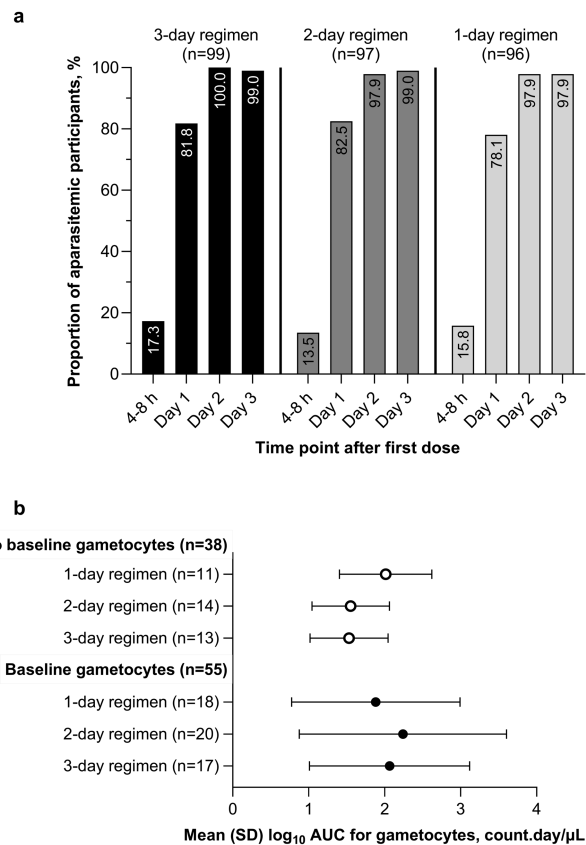 a
3-day regimen
(n=99)
2-day regimen
(n=97)
1-day regimen
(n=96)
Proportion of aparasitemic participants, %
100
80
60
40
20
0
17.3
81.8
100.0
99.0
13.5
82.5
97.9
99.0
15.8
78.1
97.9
97.9
4-8 h
Day 1
Day 2
Day 3
4-8 h
Day 1
Day 2
Day 3
4-8 h
Day 1
Day 2
Day 3
Time point after first dose
b
baseline gametocytes (n=38)
1-day regimen (n=11)
2-day regimen (n=14)
3-day regimen (n=13)
Baseline gametocytes (n=55)
1-day regimen (n=18)
2-day regimen (n=20)
3-day regimen (n=17)
0
1
2
3
4
Mean (SD) log₁₀ AUC for gametocytes, count.day/µL